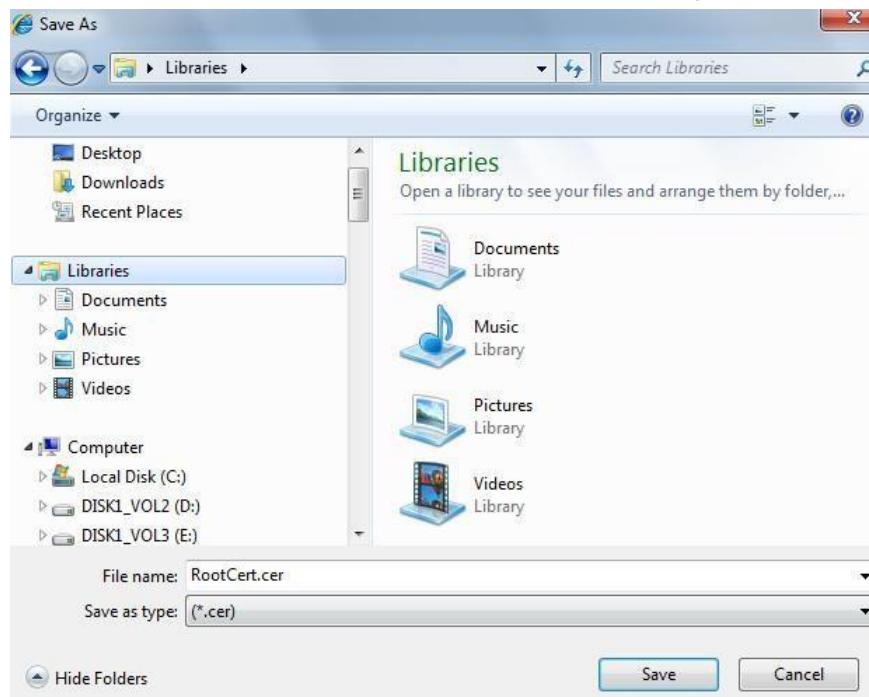 Save As
Libraries
Search Libraries
Organize
Desktop
Downloads
Recent Places
Libraries
Documents
Music
Pictures
Videos
Computer
Local Disk (C:)
DISK1_VOL2 (D:)
DISK1_VOL3 (E:)
Libraries
Open a library to see your files and arrange them by folder,...
Documents
Library
Music
Library
Pictures
Library
Videos
Library
File name: RootCert.cer
Save as type: (*.cer)
Hide Folders
Save
Cancel